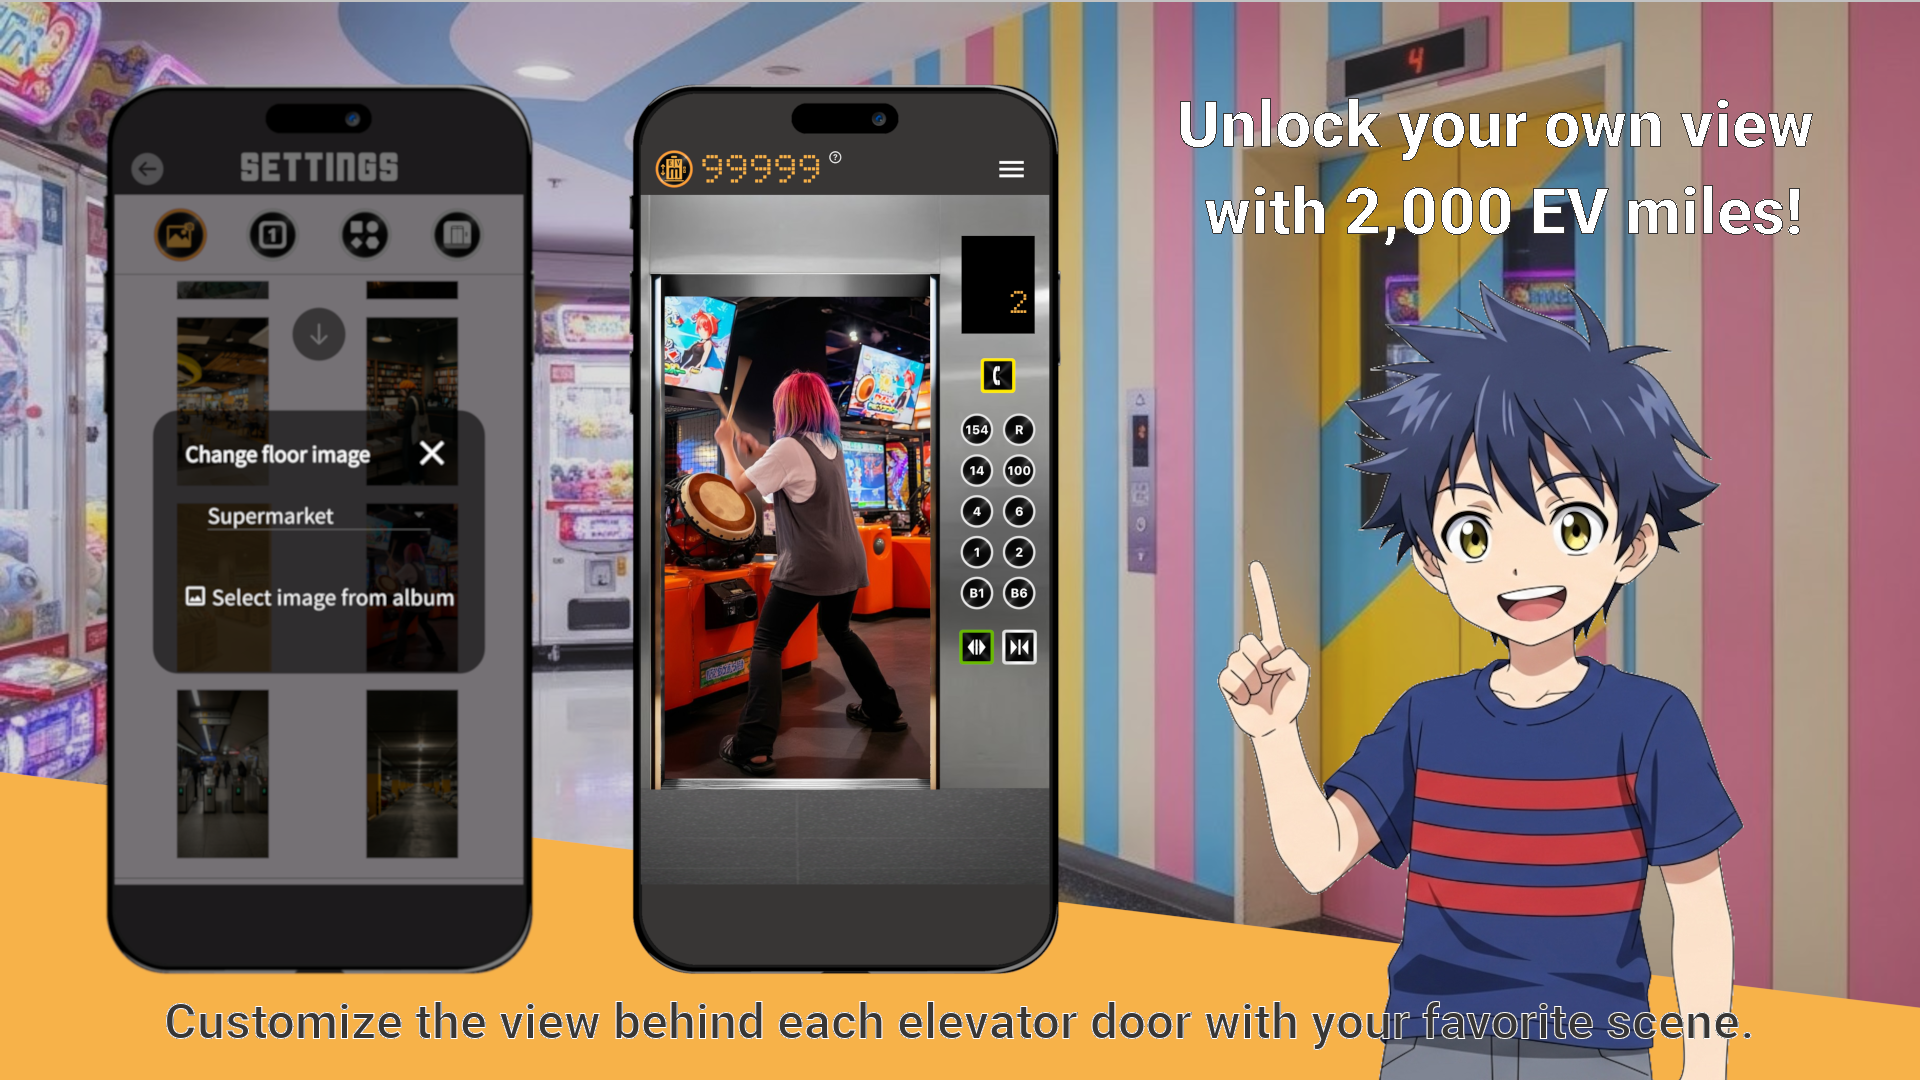 4
Unlock your own view
with 2,000 EV miles!
SETTINGS
1
Change floor image
Supermarket
Select image from album
99999
?
2
154 R
14 100
4 6
1 2
B1 B6
Customize the view behind each elevator door with your favorite scene.